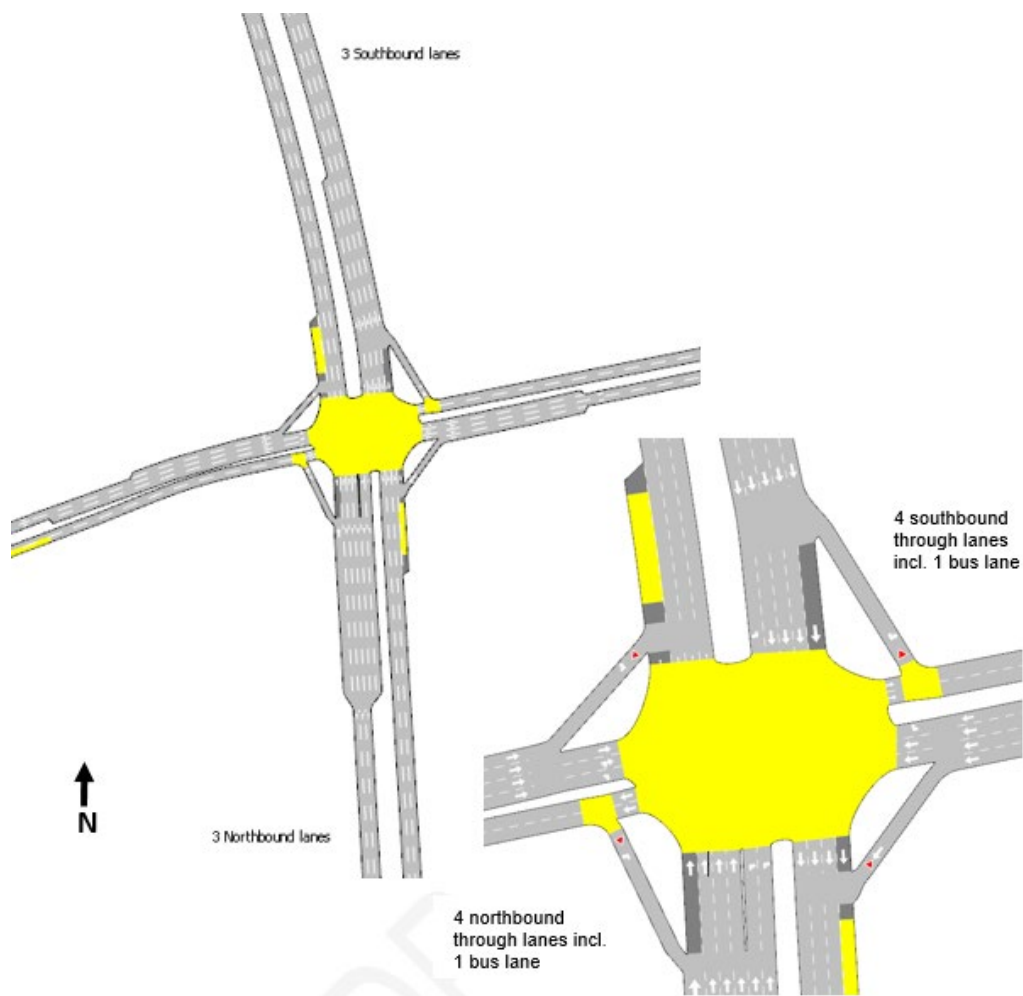 3 Southbound lanes
4 southbound
through lanes
incl. 1 bus lane
N
3 Northbound lanes
4 northbound
through lanes incl.
1 bus lane